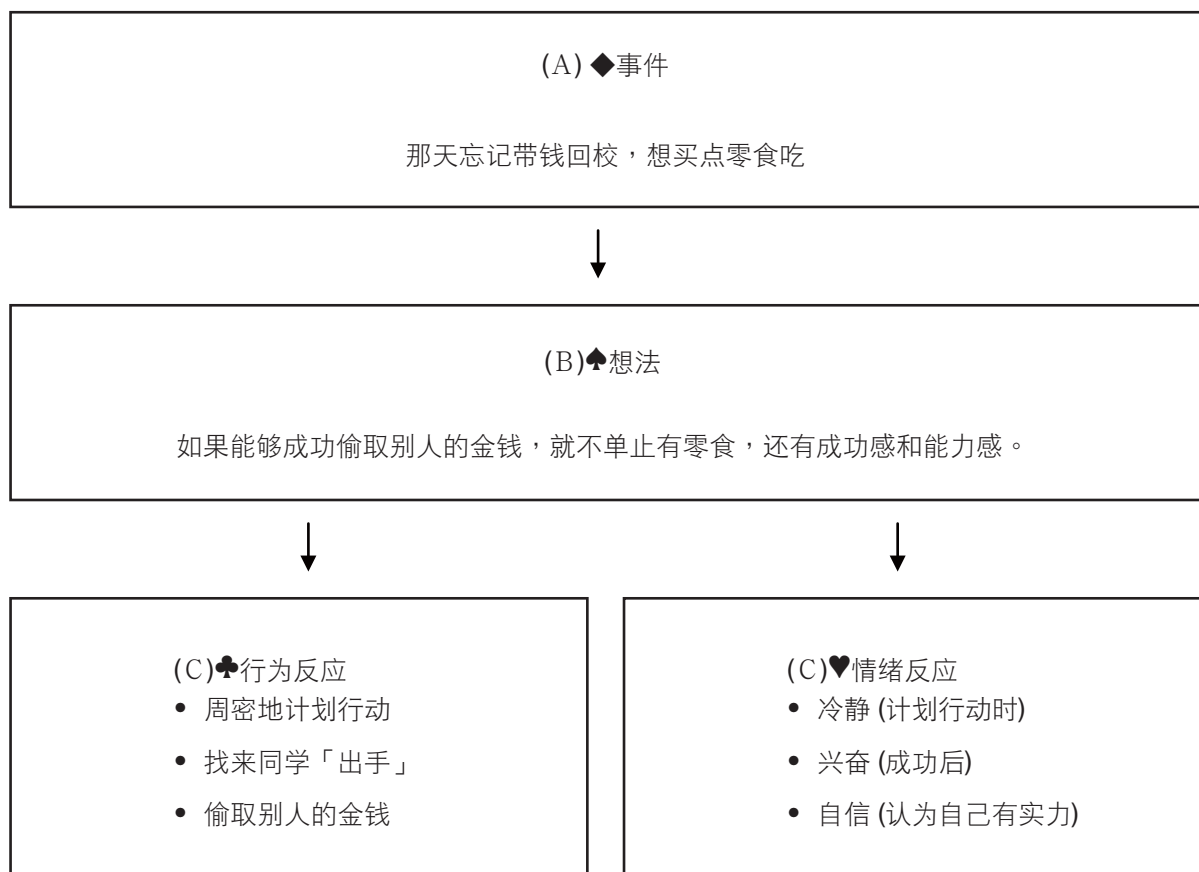 (A) ◆事件
那天忘记带钱回校，想买点零食吃
(B)♠想法
如果能够成功偷取别人的金钱，就不单止有零食，还有成功感和能力感。
(C)♣行为反应
• 周密地计划行动
• 找来同学「出手」
• 偷取别人的金钱
(C)♥情绪反应
• 冷静 (计划行动时)
• 兴奋 (成功后)
• 自信 (认为自己有实力)